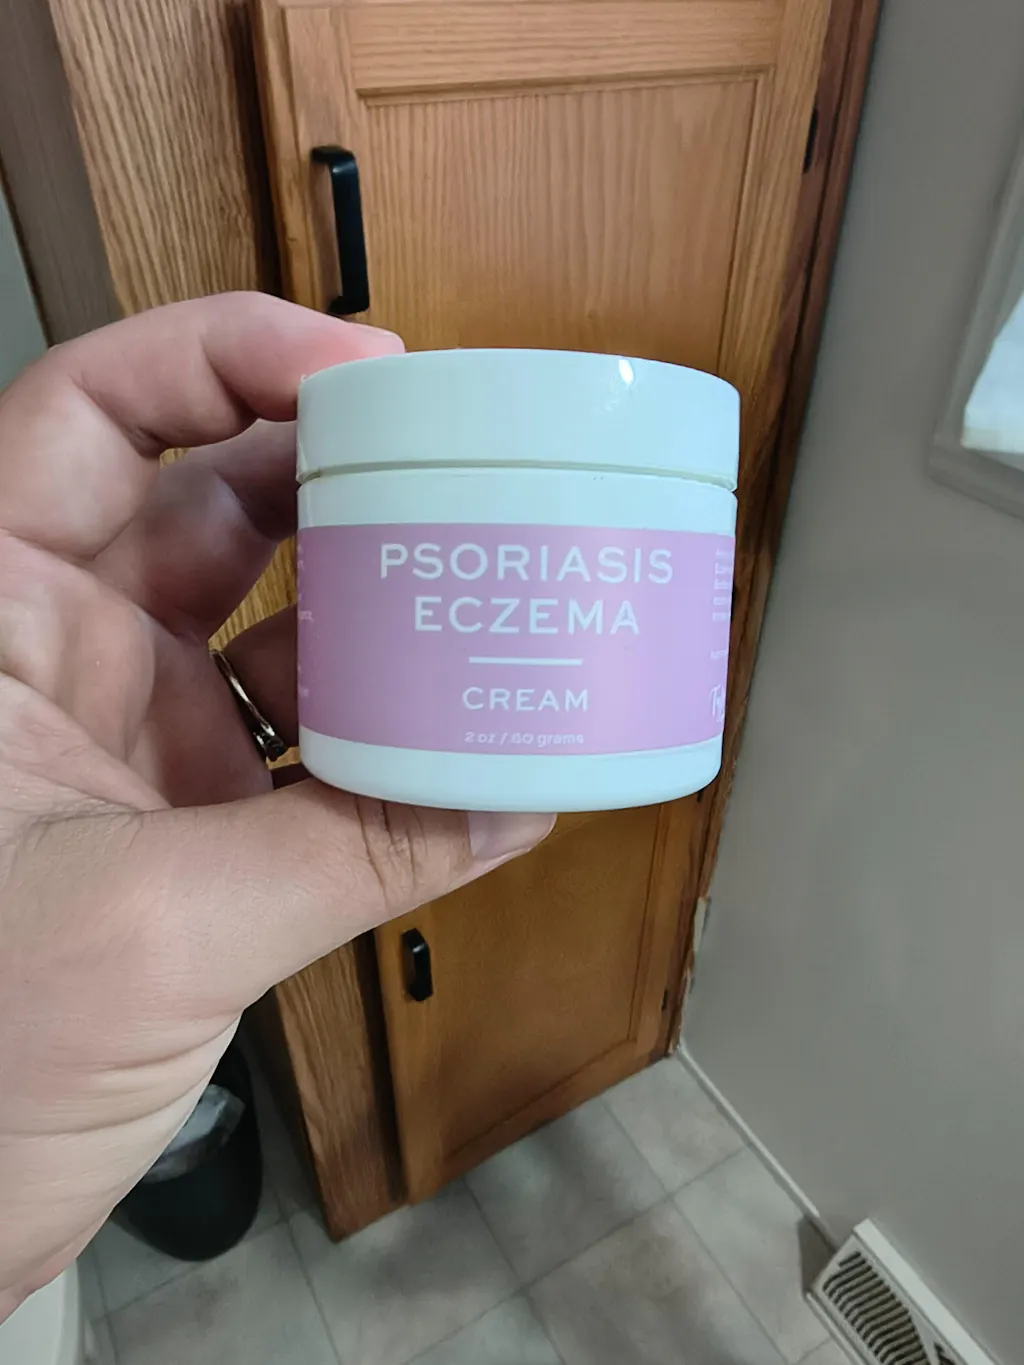 PSORIASIS
ECZEMA
CREAM
2 oz / 60 grams